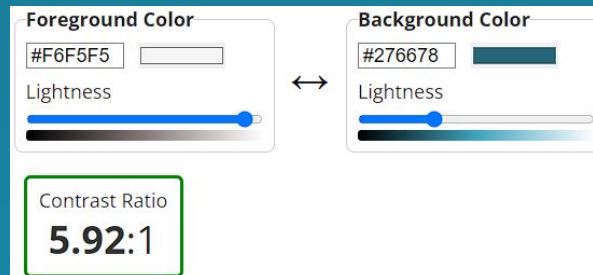 Foreground Color
#F6F5F5
Lightness
Background Color
#276678
Lightness
Contrast Ratio
5.92:1